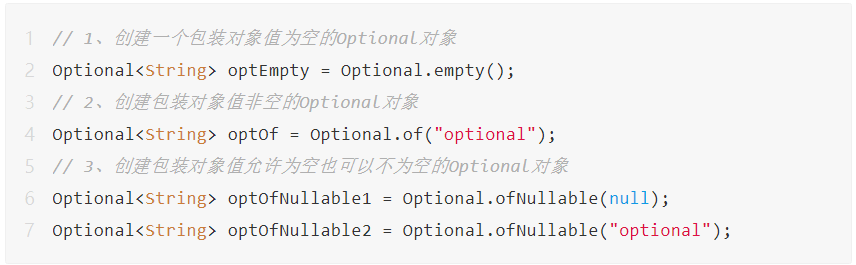 1 // 1、创建一个包装对象值为空的Optional对象
2 Optional<String> optEmpty = Optional.empty();
3 // 2、创建包装对象值非空的Optional对象
4 Optional<String> optOf = Optional.of("optional");
5 // 3、创建包装对象值允许为空也可以不为空的Optional对象
6 Optional<String> optOfNullable1 = Optional.ofNullable(null);
7 Optional<String> optOfNullable2 = Optional.ofNullable("optional");